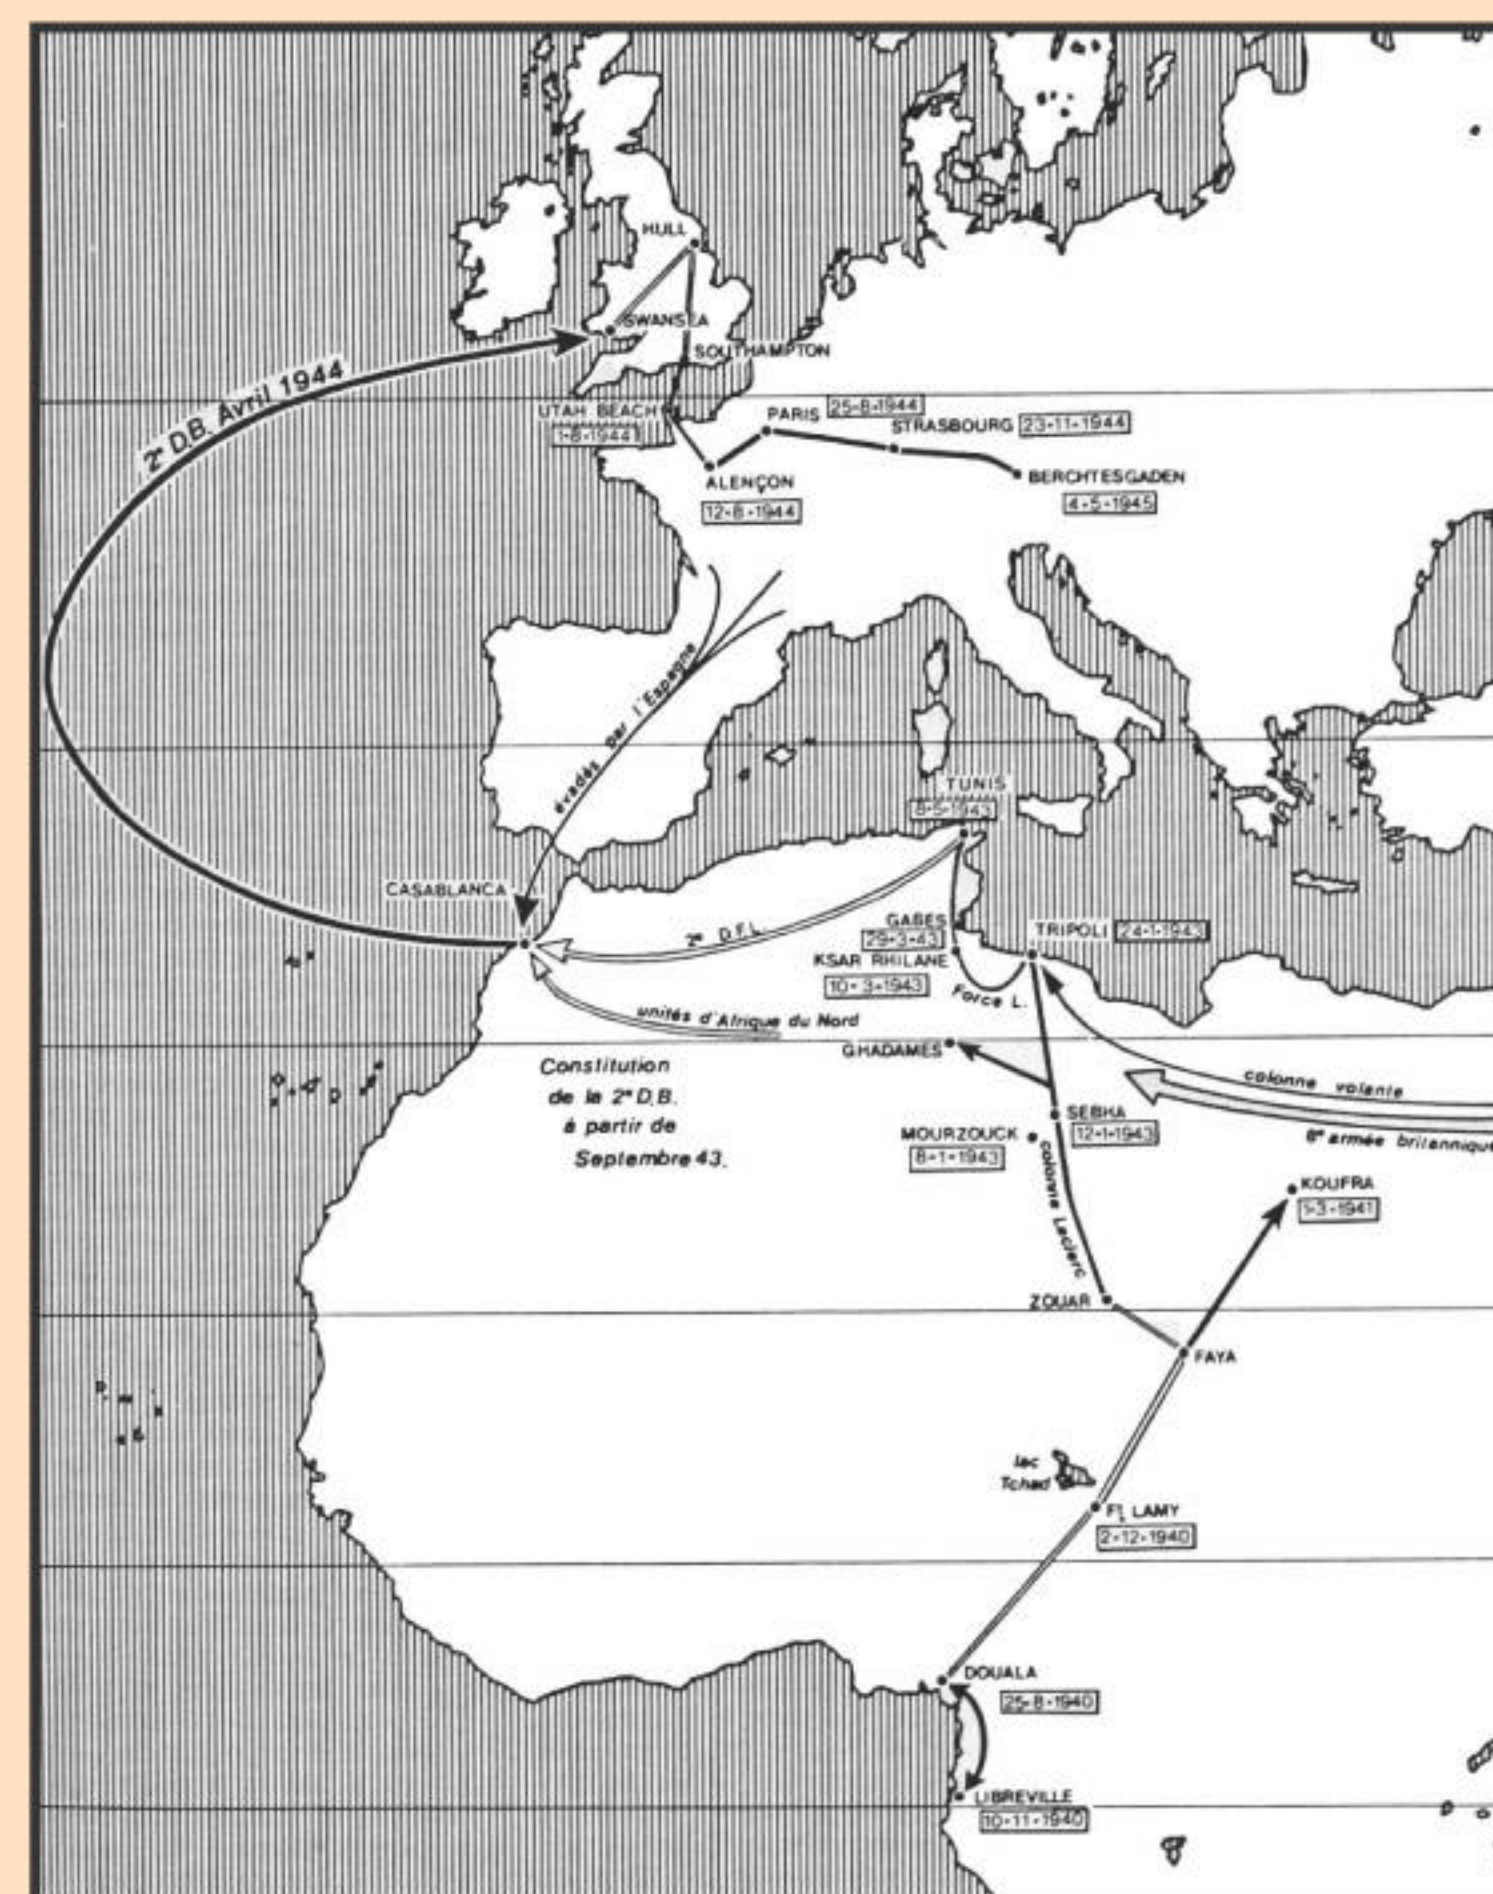 HULL
SWANSEA
SOUTHAMPTON
2e D.B. Avril 1944
UTAH BEACH
1-8-1944
PARIS 25-8-1944
STRASBOURG 23-11-1944
ALENÇON
12-8-1944
BERCHTESGADEN
4-5-1945
évadés par l'Espagne
TUNIS
8-5-1943
CASABLANCA
2e D.F.L.
GABES
29-3-43
TRIPOLI 24-1-1943
KSAR RHILANE
10-3-1943
Force L.
unités d'Afrique du Nord
GHADAMES
Constitution
de la 2e D.B.
à partir de
Septembre 43.
colonne volante
8e armée britannique
SEBHA
12-1-1943
MOURZOUCK
8-1-1943
colonne Leclerc
KOUFRA
1-3-1941
ZOUAR
FAYA
lac
Tchad
Ft. LAMY
2-12-1940
DOUALA
25-8-1940
LIBREVILLE
10-11-1940